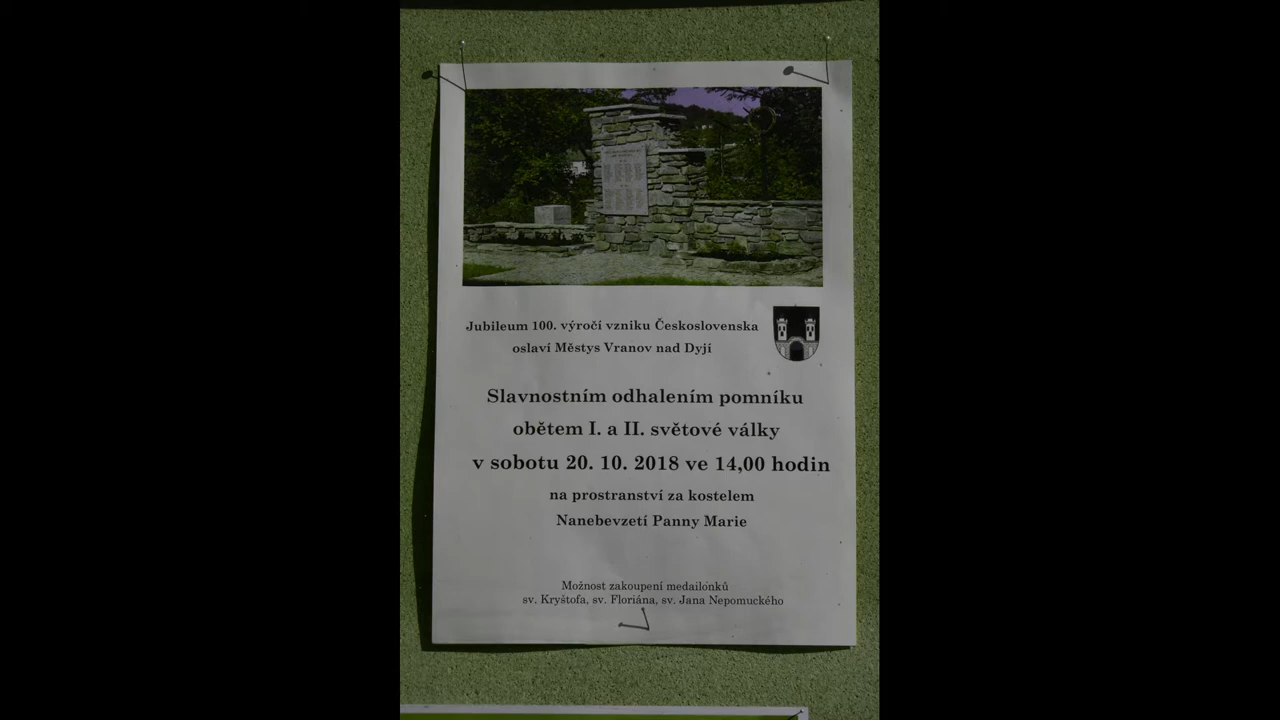 Jubileum 100. výročí vzniku Československa
oslaví Městys Vranov nad Dyjí
Slavnostním odhalením pomníku
obětem I. a II. světové války
v sobotu 20. 10. 2018 ve 14,00 hodin
na prostranství za kostelem
Nanebevzetí Panny Marie
Možnost zakoupení medailonků
sv. Kryštofa, sv. Floriána, sv. Jana Nepomuckého